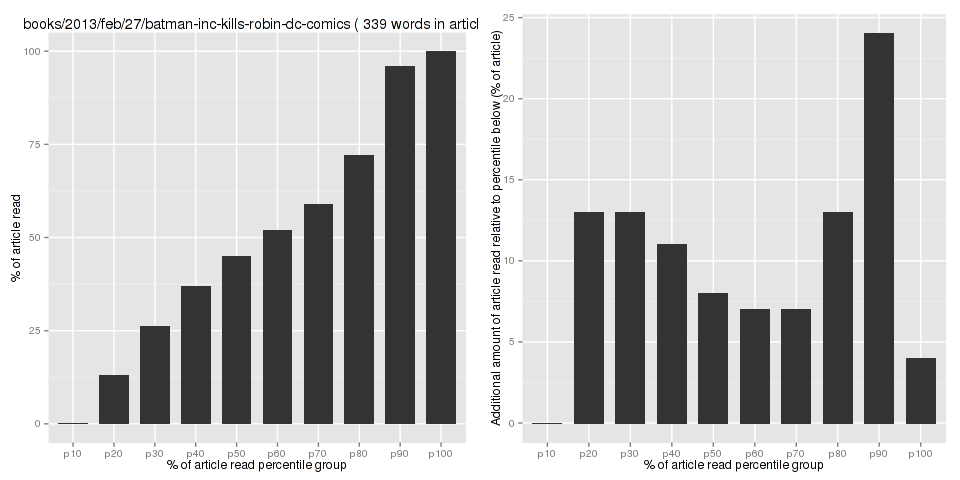 books/2013/feb/27/batman-inc-kills-robin-dc-comics ( 339 words in articl
% of article read
100
75
50
25
0
p10 p20 p30 p40 p50 p60 p70 p80 p90 p100
% of article read percentile group
Additional amount of article read relative to percentile below (% of article)
25
20
15
10
5
0
p10 p20 p30 p40 p50 p60 p70 p80 p90 p100
% of article read percentile group